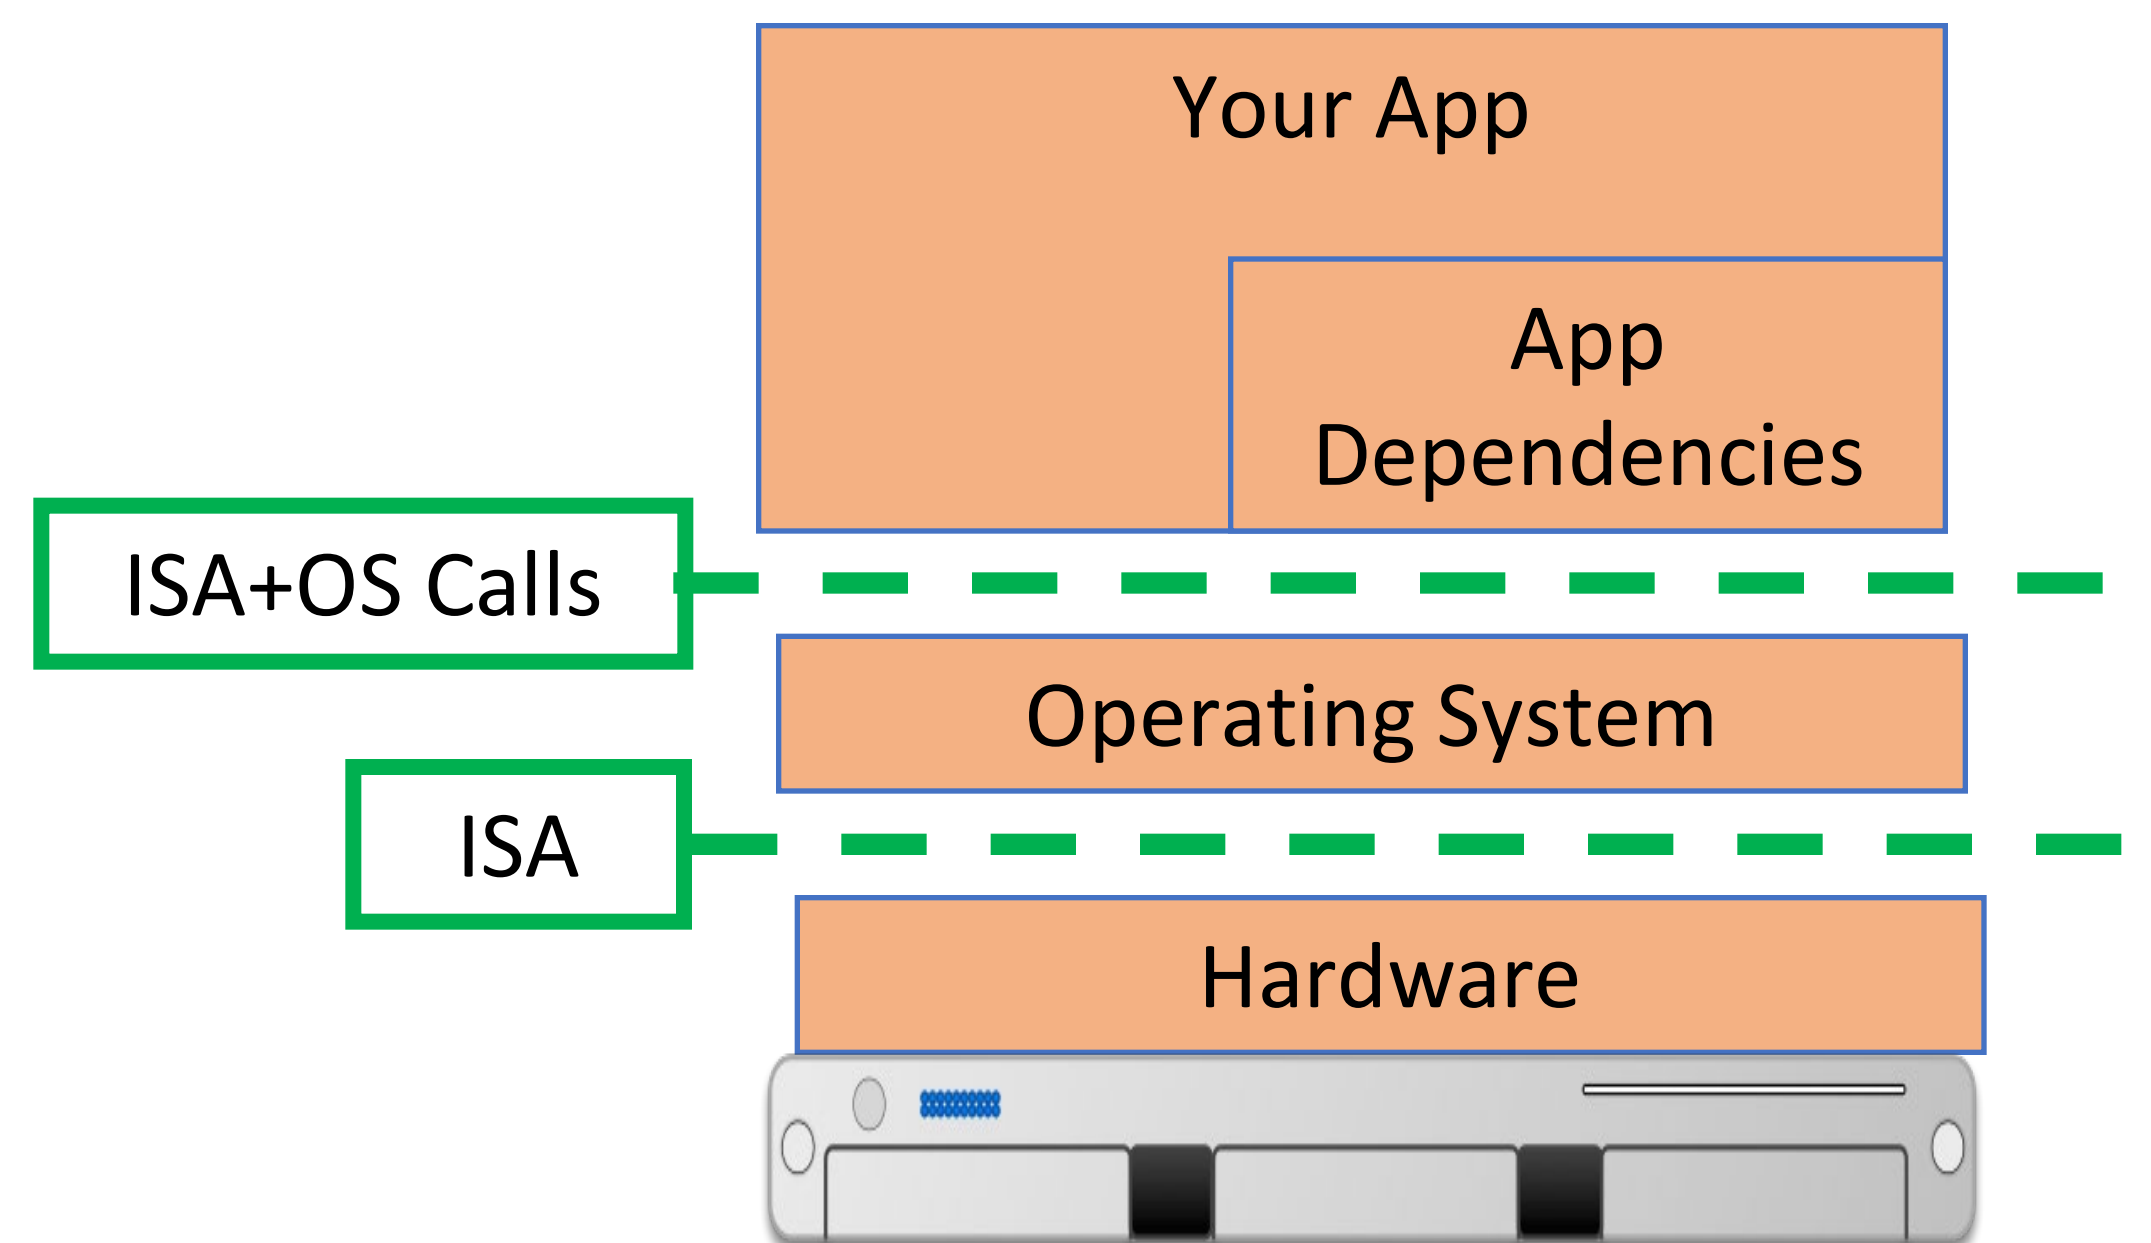 Your App
App
Dependencies
ISA+OS Calls
Operating System
ISA
Hardware